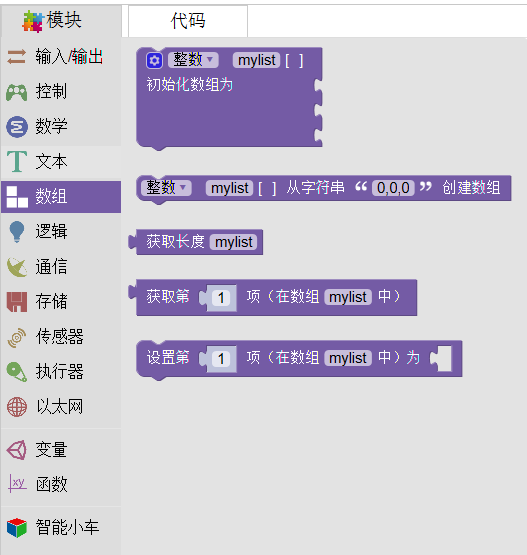 模块
代码
输入/输出
控制
数学
文本
数组
逻辑
通信
存储
传感器
执行器
以太网
变量
xy
函数
智能小车
整数 mylist [ ]
初始化数组为
整数 mylist [ ] 从字符串 “ 0,0,0 ” 创建数组
获取长度 mylist
获取第 1 项（在数组 mylist 中）
设置第 1 项（在数组 mylist 中）为